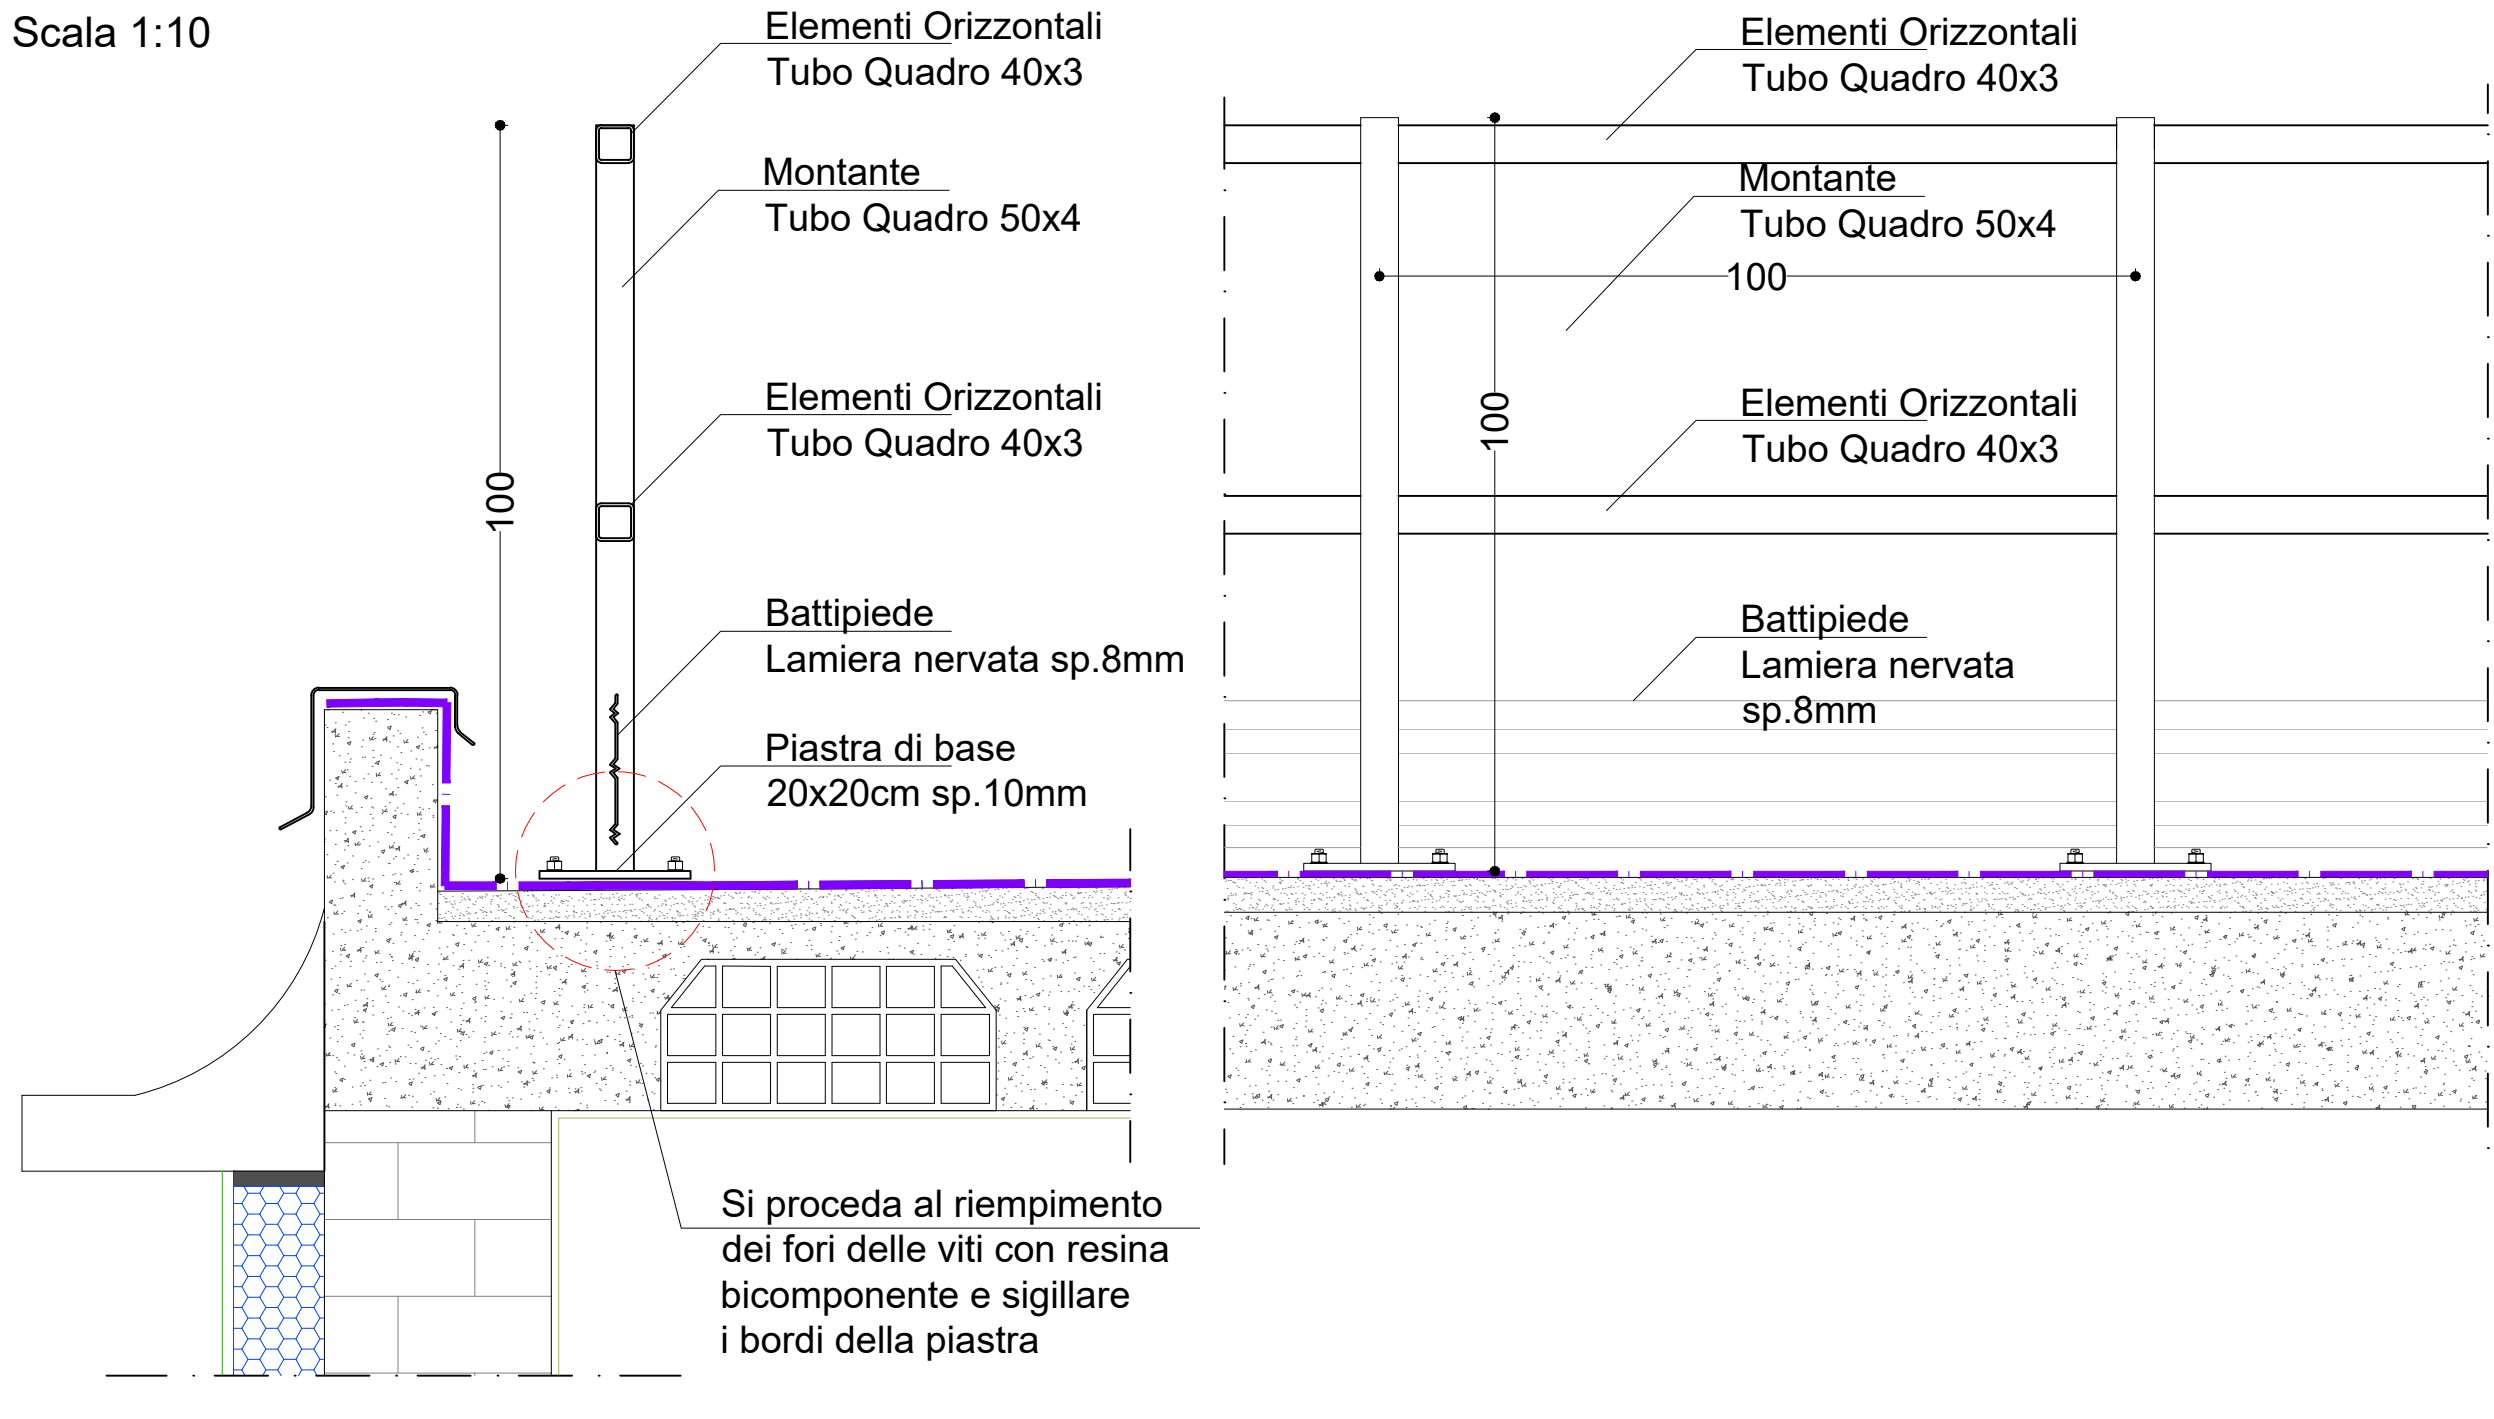 Scala 1:10
Elementi Orizzontali
Tubo Quadro 40x3
Montante
Tubo Quadro 50x4
100
Elementi Orizzontali
Tubo Quadro 40x3
Battipiede
Lamiera nervata sp.8mm
Piastra di base
20x20cm sp.10mm
Si proceda al riempimento
dei fori delle viti con resina
bicomponente e sigillare
i bordi della piastra
Elementi Orizzontali
Tubo Quadro 40x3
Montante
Tubo Quadro 50x4
100
100
Elementi Orizzontali
Tubo Quadro 40x3
Battipiede
Lamiera nervata
sp.8mm